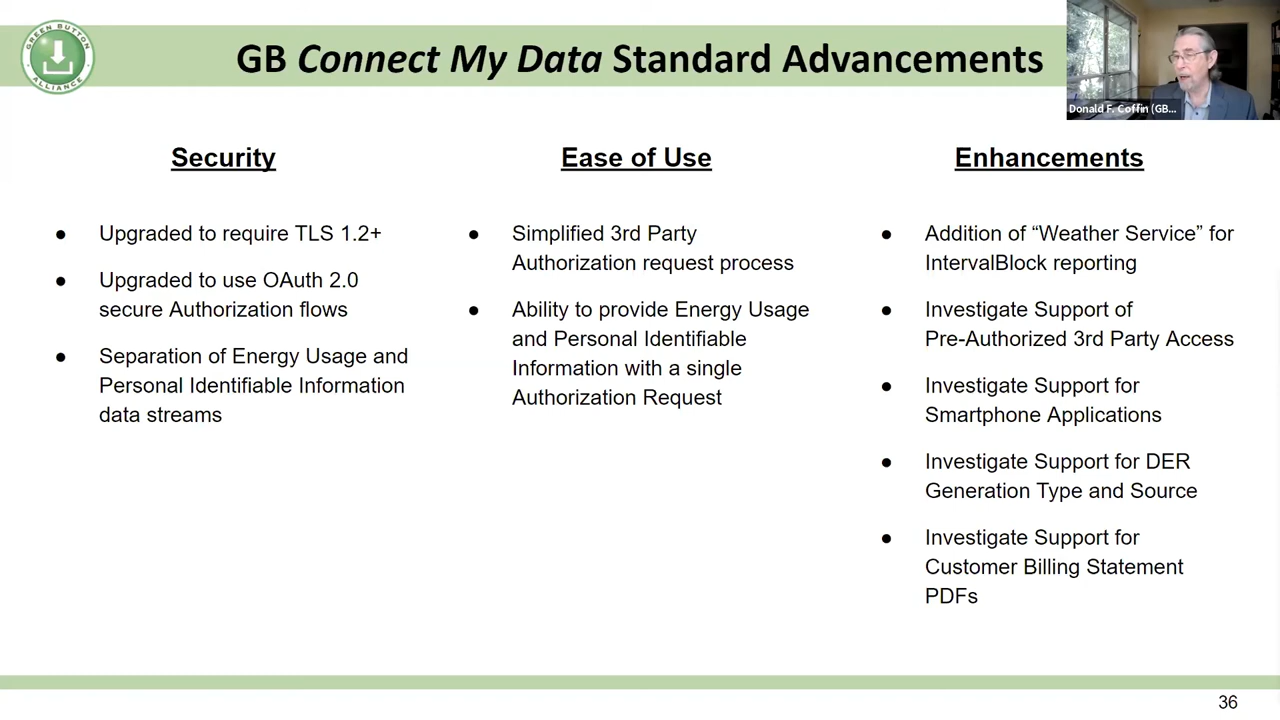 GREEN BUTTON
ALLIANCE
GB Connect My Data Standard Advancements
Donald F. Coffin (GB...
Security
● Upgraded to require TLS 1.2+
● Upgraded to use OAuth 2.0
secure Authorization flows
● Separation of Energy Usage and
Personal Identifiable Information
data streams
Ease of Use
● Simplified 3rd Party
Authorization request process
● Ability to provide Energy Usage
and Personal Identifiable
Information with a single
Authorization Request
Enhancements
● Addition of “Weather Service” for
IntervalBlock reporting
● Investigate Support of
Pre-Authorized 3rd Party Access
● Investigate Support for
Smartphone Applications
● Investigate Support for DER
Generation Type and Source
● Investigate Support for
Customer Billing Statement
PDFs
36